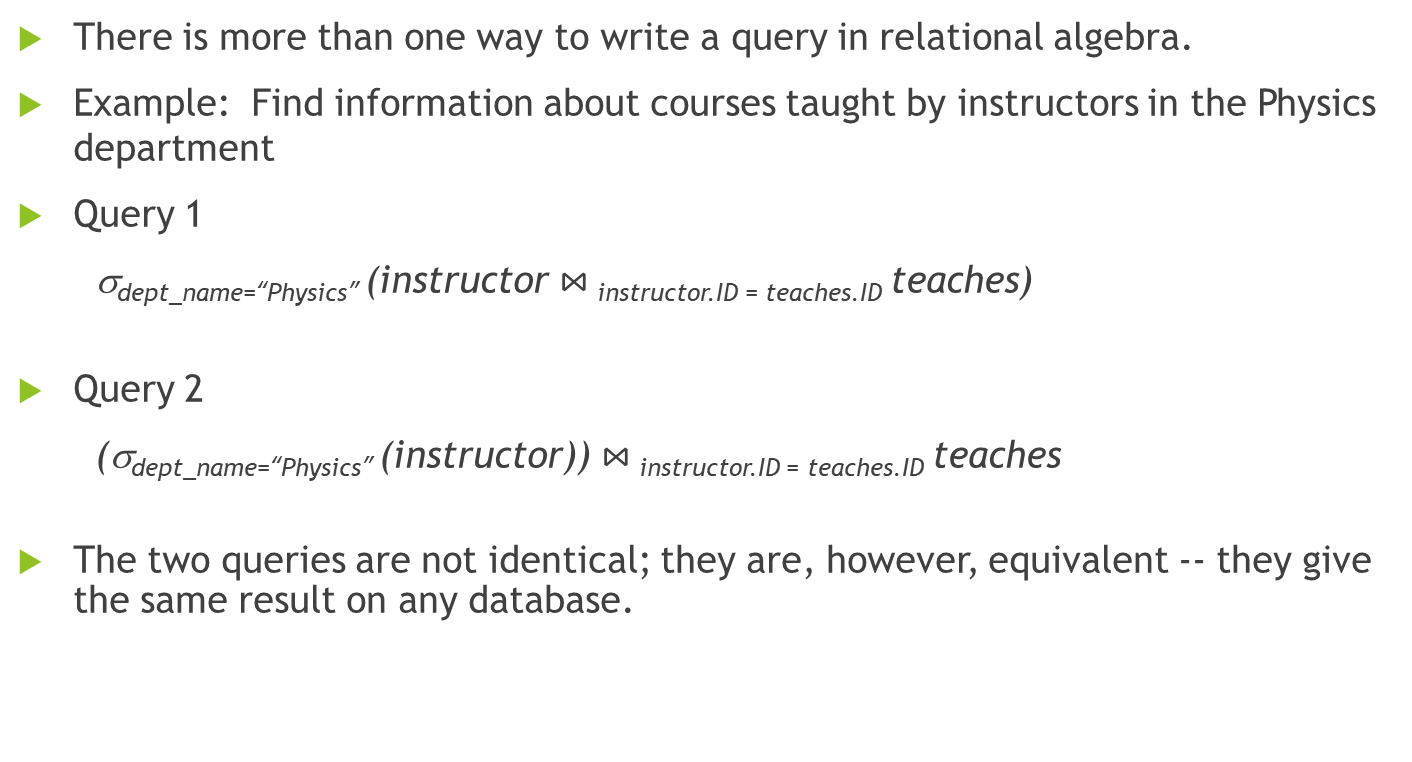 There is more than one way to write a query in relational algebra.
Example:  Find information about courses taught by instructors in the Physics
department
Query 1
σdept_name=“Physics” (instructor ⋈ instructor.ID = teaches.ID teaches)
Query 2
(σdept_name=“Physics” (instructor)) ⋈ instructor.ID = teaches.ID teaches
The two queries are not identical; they are, however, equivalent -- they give
the same result on any database.